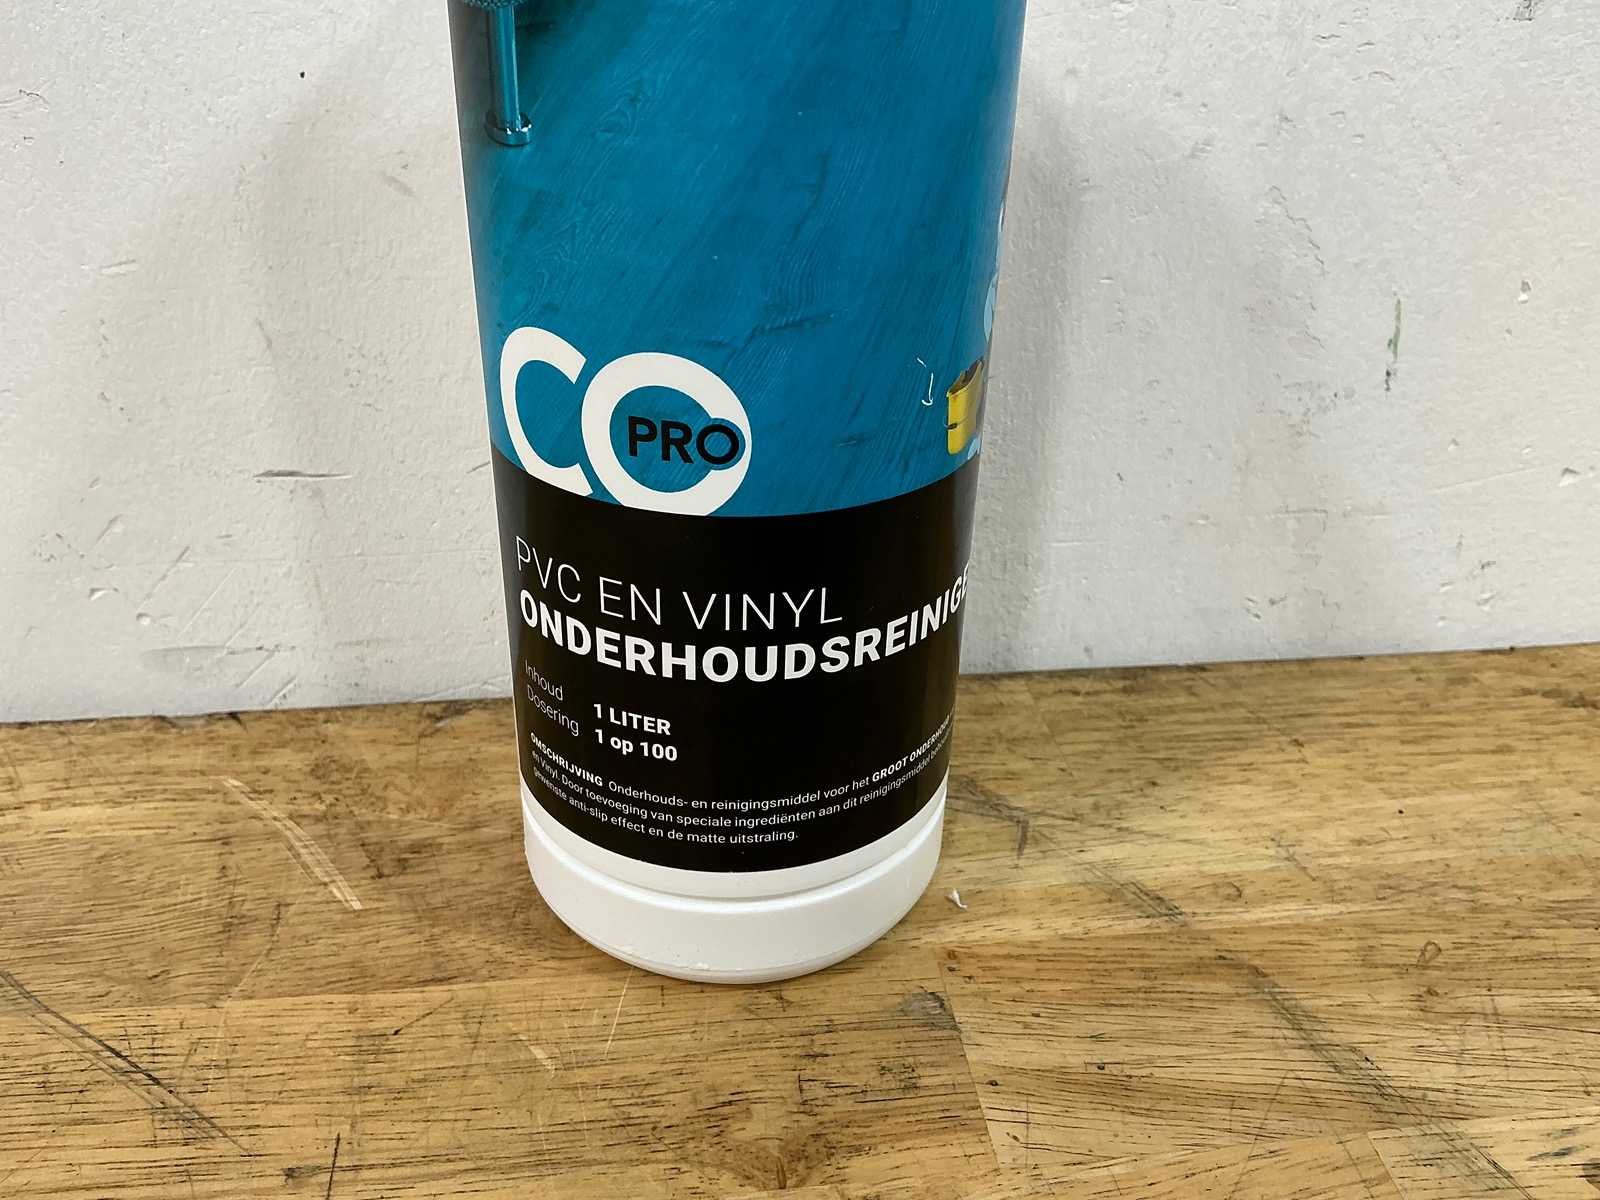 CO
PRO
PVC EN VINYL
ONDERHOUDSREINIGE
Inhoud 1 LITER
Dosering 1 op 100
OMSCHRIJVING Onderhouds- en reinigingsmiddel voor het GROOT ONDERHOUD
en Vinyl. Door toevoeging van speciale ingrediënten aan dit reinigingsmiddel
gewenste anti-slip effect en de matte uitstraling.